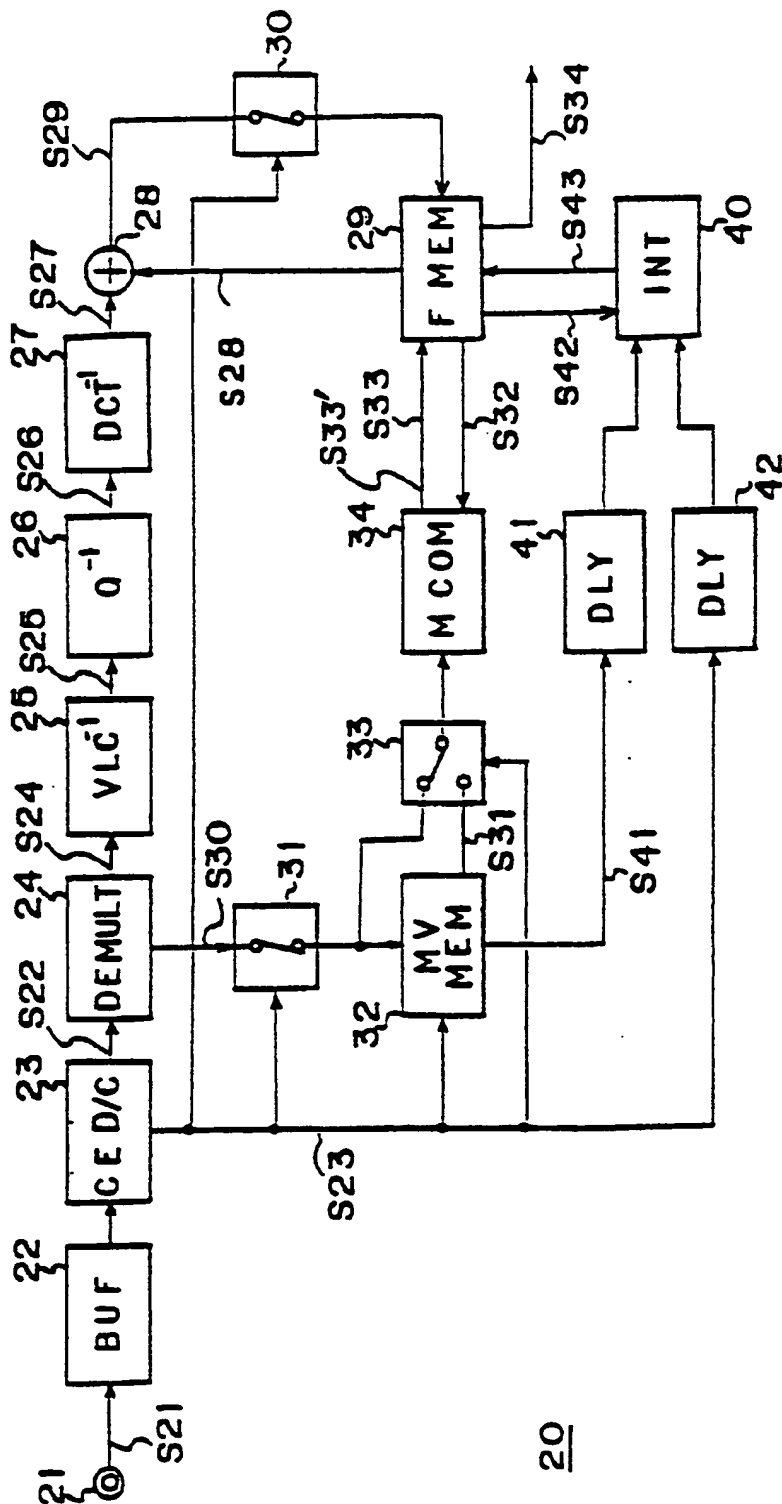 21
S21
22
BUF
23
CE D/C
S22
24
DEMULT
S24
25
VLC⁻¹
S25
26
Q⁻¹
S26
27
DCT⁻¹
S27
28
S29
30
S23
S30
31
S28
32
MV
MEM
33
S31
34
M COM
S33'
S33
S32
29
F MEM
S34
S41
41
DLY
42
DLY
S42
S43
INT
40
20